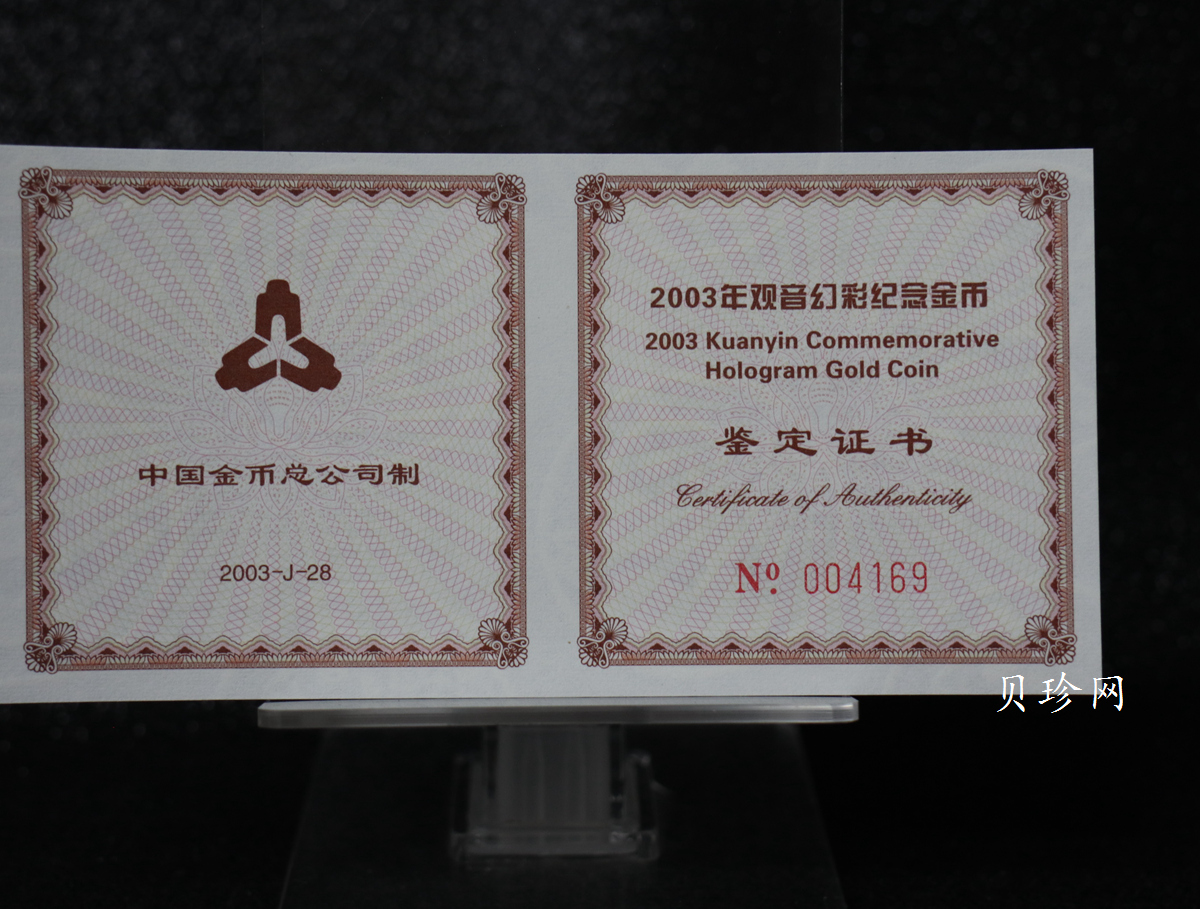 中国金币总公司制
2003-J-28
2003年观音幻彩纪念金币
2003 Kuanyin Commemorative
Hologram Gold Coin
鉴定证书
Certificate of Authenticity
Nº 004169
贝珍网